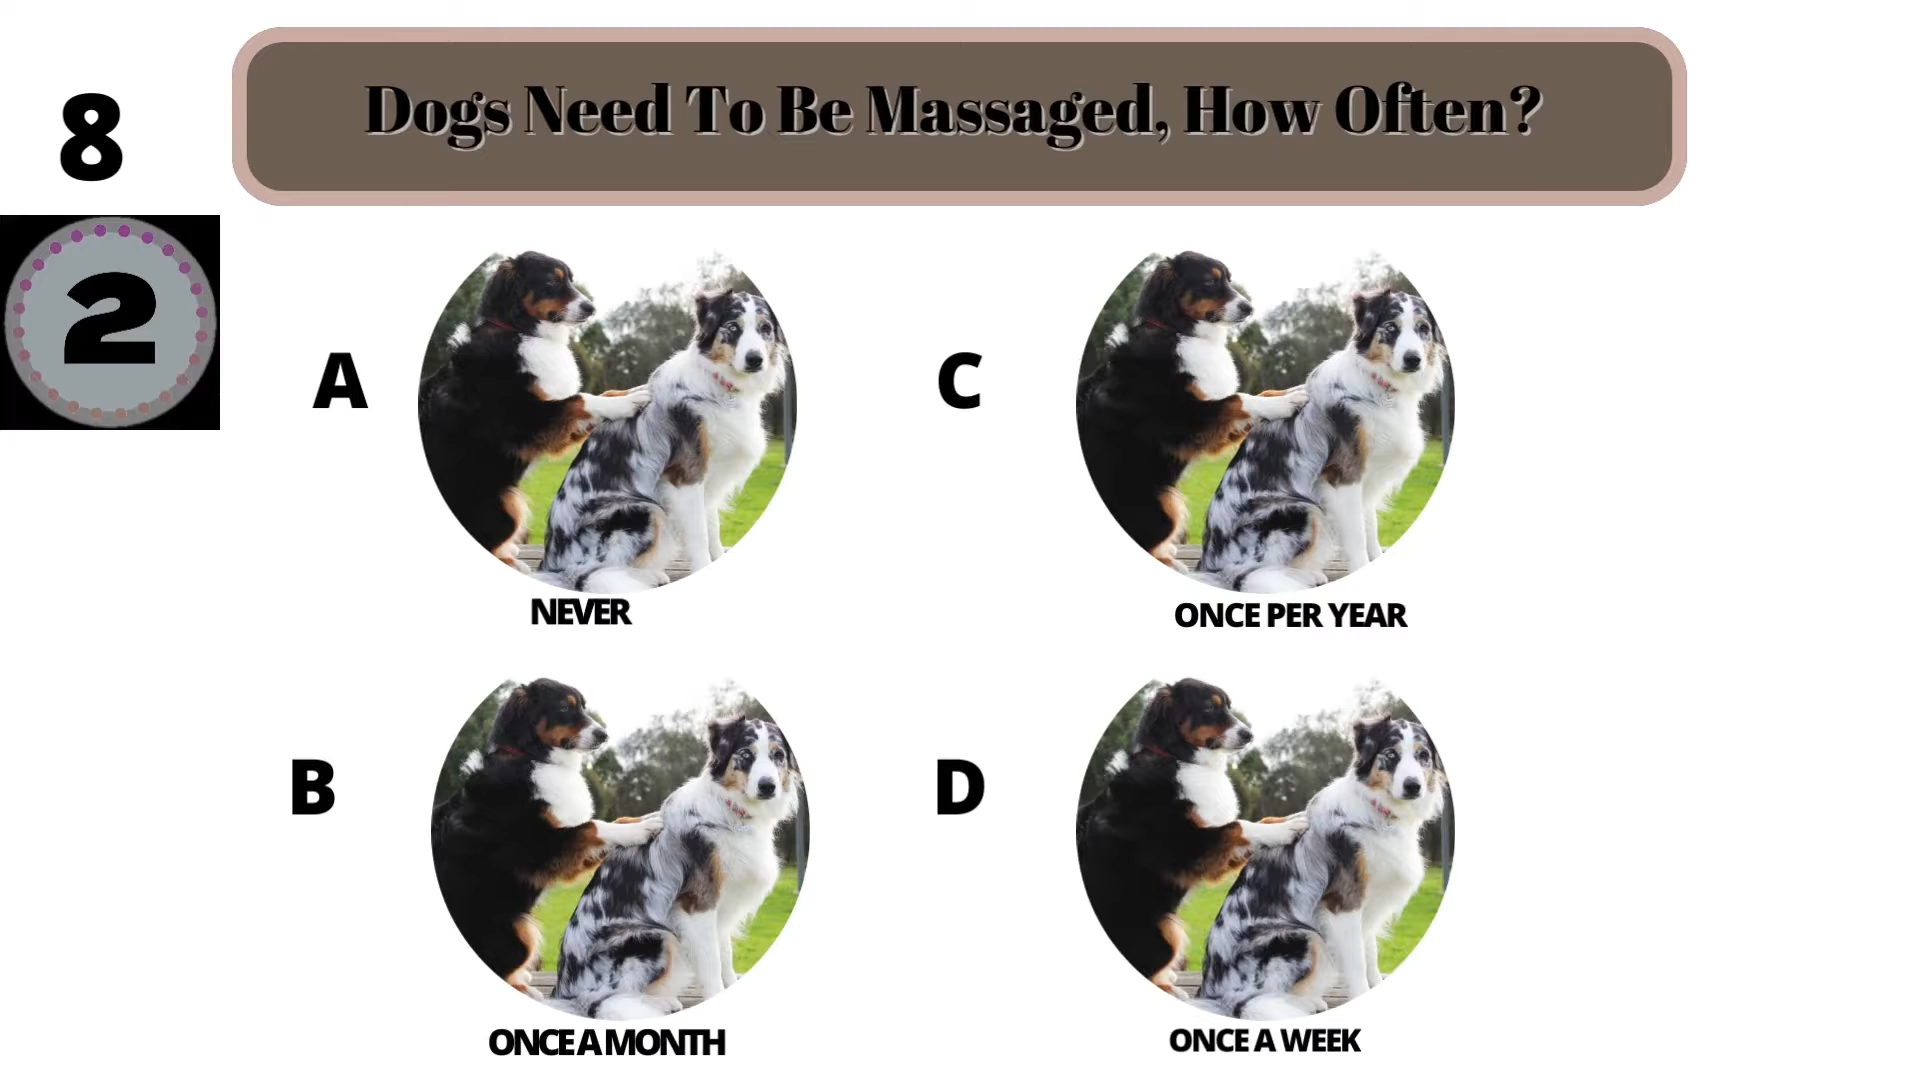 8
Dogs Need To Be Massaged, How Often?
2
A
NEVER
C
ONCE PER YEAR
B
ONCE A MONTH
D
ONCE A WEEK